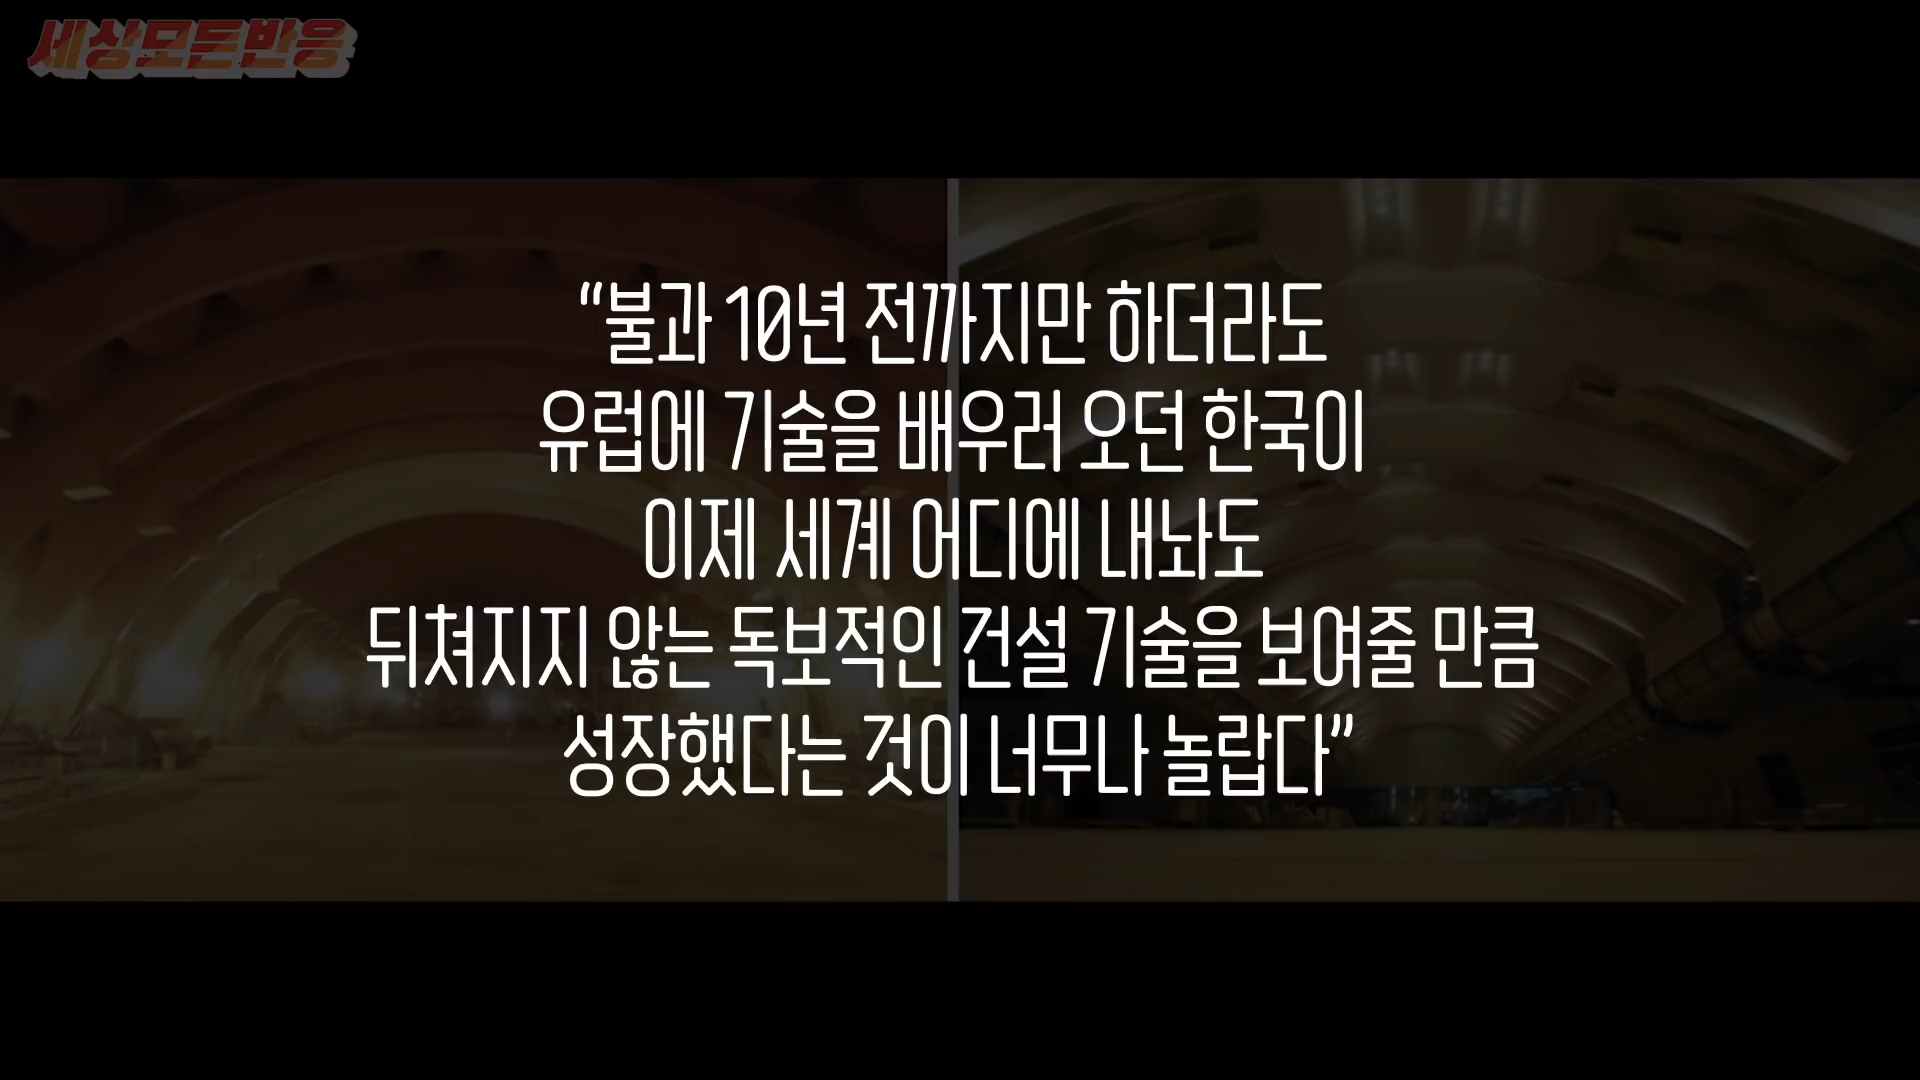 세상모든반응
“불과 10년 전까지만 하더라도
유럽에 기술을 배우러 오던 한국이
이제 세계 어디에 내놔도
뒤쳐지지 않는 독보적인 건설 기술을 보여줄 만큼
성장했다는 것이 너무나 놀랍다”